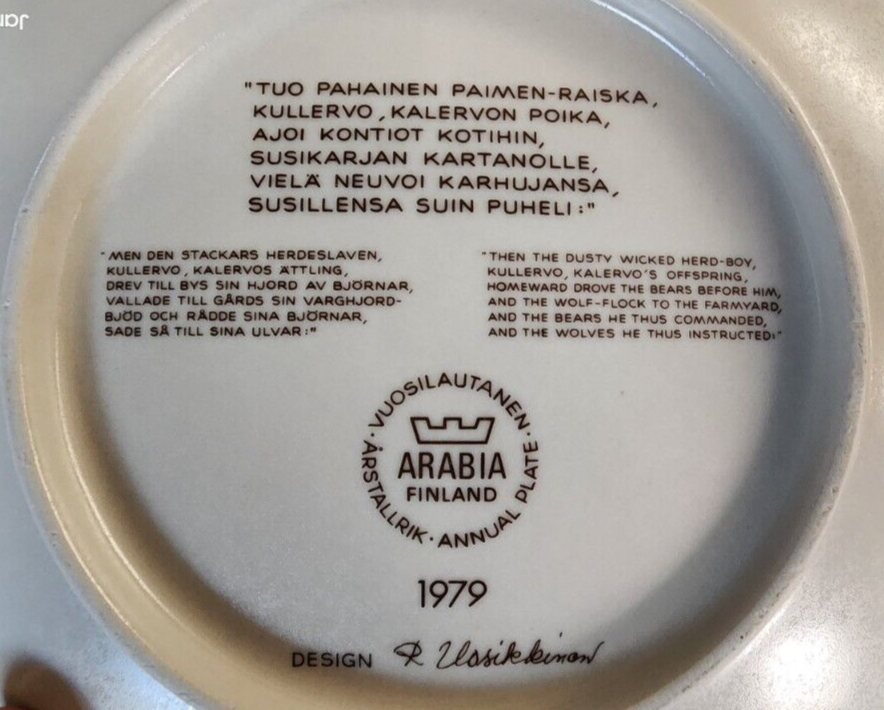 "TUO PAHAINEN PAIMEN-RAISKA,
KULLERVO, KALERVON POIKA,
AJOI KONTIOT KOTIHIN,
SUSIKARJAN KARTANOLLE,
VIELÄ NEUVOI KARHUJANSA,
SUSILLENSA SUIN PUHELI:"
"MEN DEN STACKARS HERDESLAVEN,
KULLERVO, KALERVOS ÄTTLING,
DREV TILL BYS SIN HJORD AV BJÖRNAR,
VALLADE TILL GÅRDS SIN VARGHJORD-
BJÖD OCH RÅDDE SINA BJÖRNAR,
SADE SÅ TILL SINA ULVAR:"
"THEN THE DUSTY WICKED HERD-BOY,
KULLERVO, KALERVO'S OFFSPRING,
HOMEWARD DROVE THE BEARS BEFORE HIM,
AND THE WOLF-FLOCK TO THE FARMYARD,
AND THE BEARS HE THUS COMMANDED,
AND THE WOLVES HE THUS INSTRUCTED:"
· VUOSILAUTANEN ·
ARABIA
FINLAND
ÅRSTALLRIK · ANNUAL PLATE
1979
DESIGN R Uosikkinen